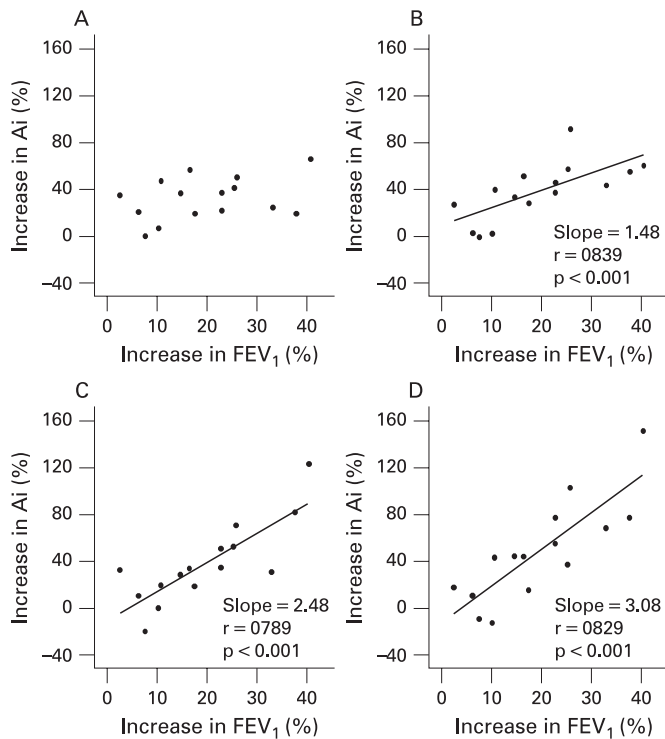 A
160
120
80
40
0
−40
Increase in Ai (%)
0 10 20 30 40
Increase in FEV1 (%)
B
160
120
80
40
0
−40
Increase in Ai (%)
Slope = 1.48
r = 0839
p < 0.001
0 10 20 30 40
Increase in FEV1 (%)
C
160
120
80
40
0
−40
Increase in Ai (%)
Slope = 2.48
r = 0789
p < 0.001
0 10 20 30 40
Increase in FEV1 (%)
D
160
120
80
40
0
−40
Increase in Ai (%)
Slope = 3.08
r = 0829
p < 0.001
0 10 20 30 40
Increase in FEV1 (%)